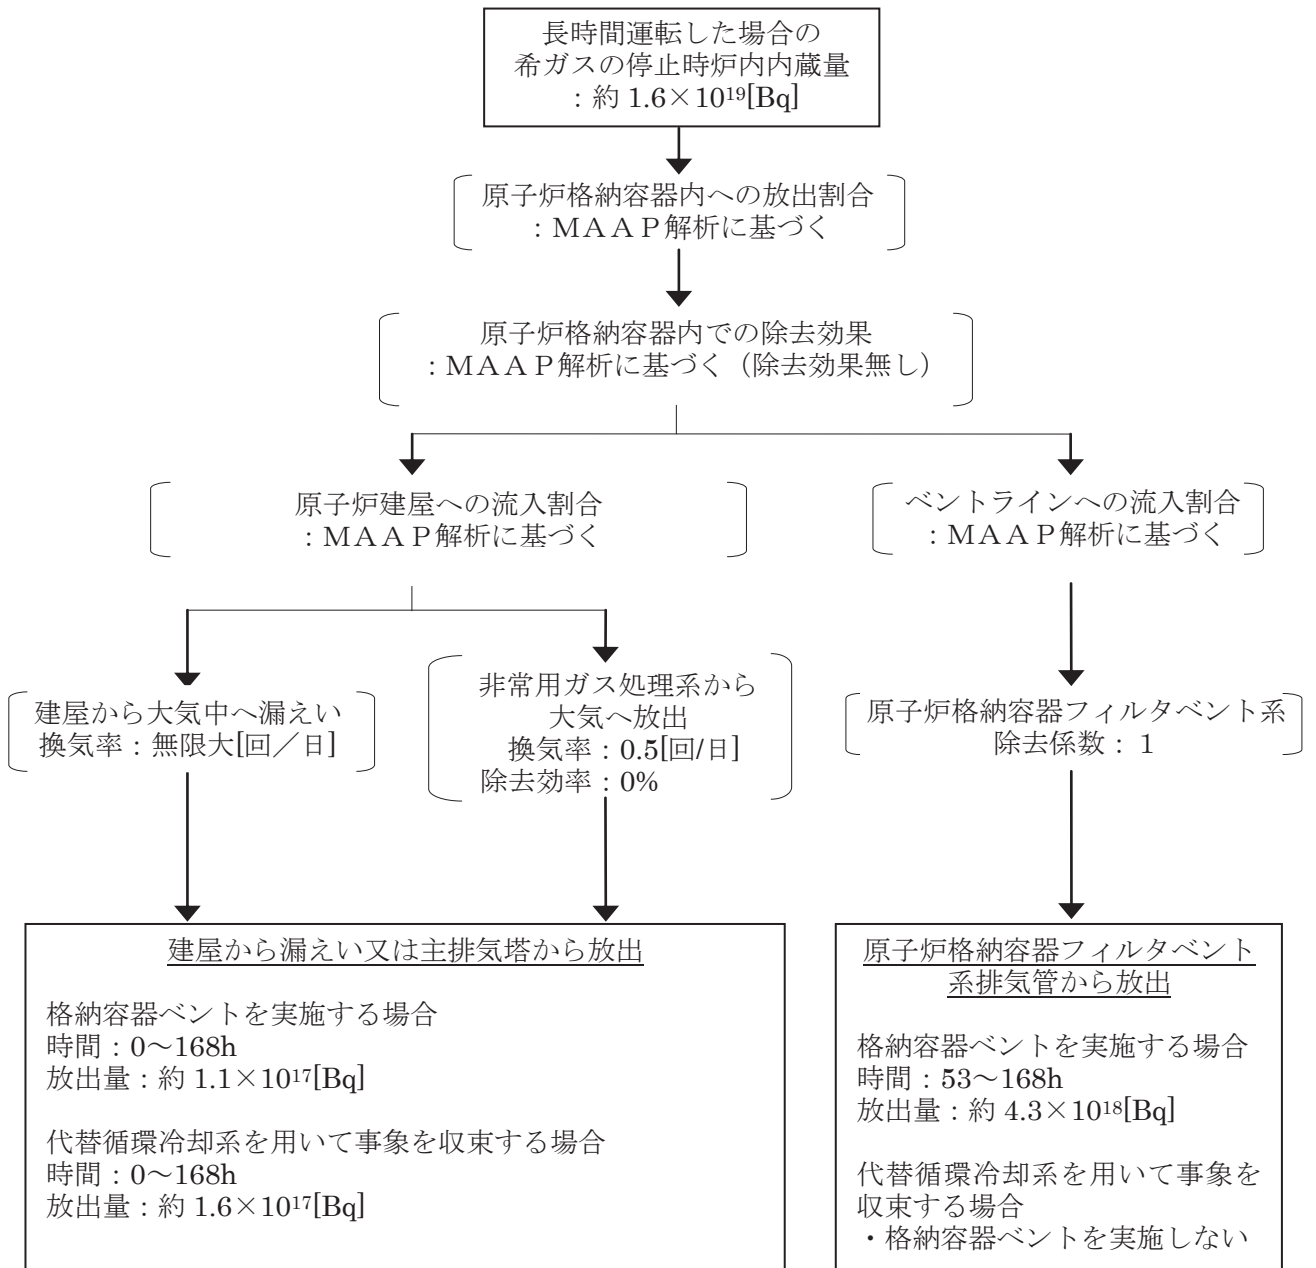 長時間運転した場合の
希ガスの停止時炉内内蔵量
：約 1.6×10¹⁹[Bq]
原子炉格納容器内への放出割合
：ＭＡＡＰ解析に基づく
原子炉格納容器内での除去効果
：ＭＡＡＰ解析に基づく（除去効果無し）
原子炉建屋への流入割合
：ＭＡＡＰ解析に基づく
ベントラインへの流入割合
：ＭＡＡＰ解析に基づく
建屋から大気中へ漏えい
換気率：無限大[回／日]
非常用ガス処理系から
大気へ放出
換気率：0.5[回/日]
除去効率：0%
原子炉格納容器フィルタベント系
除去係数：１
建屋から漏えい又は主排気塔から放出
格納容器ベントを実施する場合
時間：0～168h
放出量：約 1.1×10¹⁷[Bq]
代替循環冷却系を用いて事象を収束する場合
時間：0～168h
放出量：約 1.6×10¹⁷[Bq]
原子炉格納容器フィルタベント
系排気管から放出
格納容器ベントを実施する場合
時間：53～168h
放出量：約 4.3×10¹⁸[Bq]
代替循環冷却系を用いて事象を
収束する場合
・格納容器ベントを実施しない